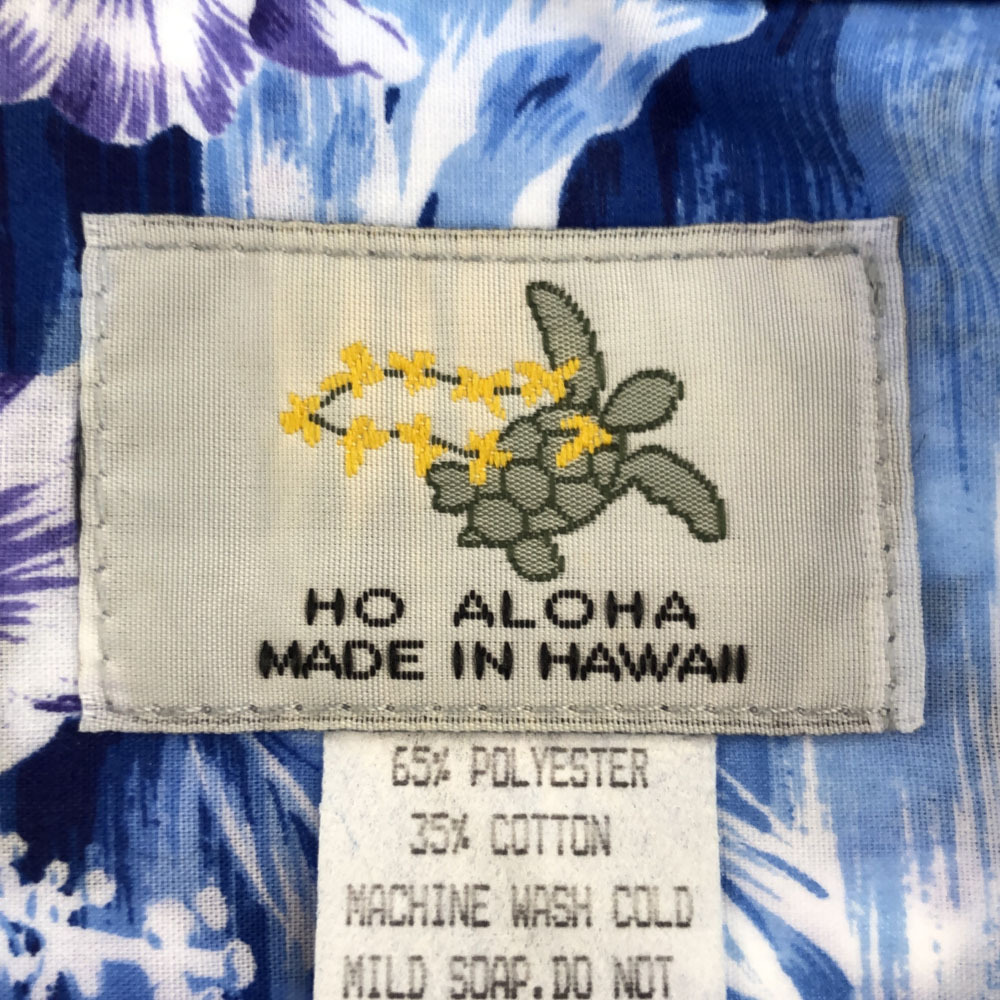 HO ALOHA
MADE IN HAWAII
65% POLYESTER
35% COTTON
MACHINE WASH COLD
MILD SOAP.DO NOT